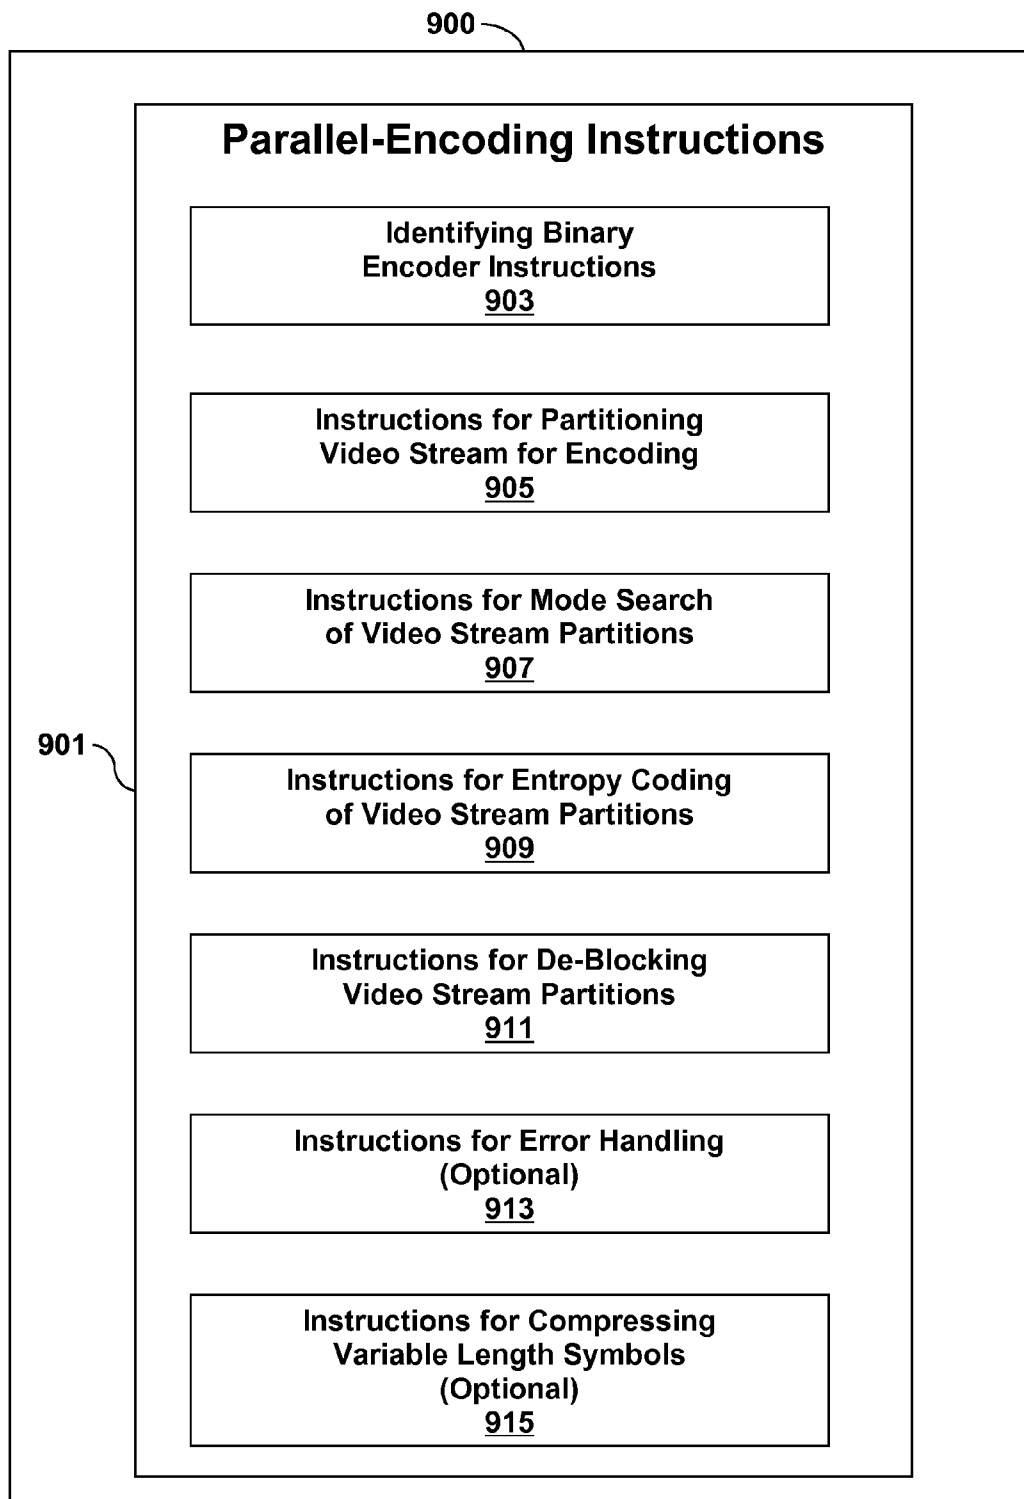 900
Parallel-Encoding Instructions
Identifying Binary
Encoder Instructions
903
Instructions for Partitioning
Video Stream for Encoding
905
Instructions for Mode Search
of Video Stream Partitions
907
901
Instructions for Entropy Coding
of Video Stream Partitions
909
Instructions for De-Blocking
Video Stream Partitions
911
Instructions for Error Handling
(Optional)
913
Instructions for Compressing
Variable Length Symbols
(Optional)
915